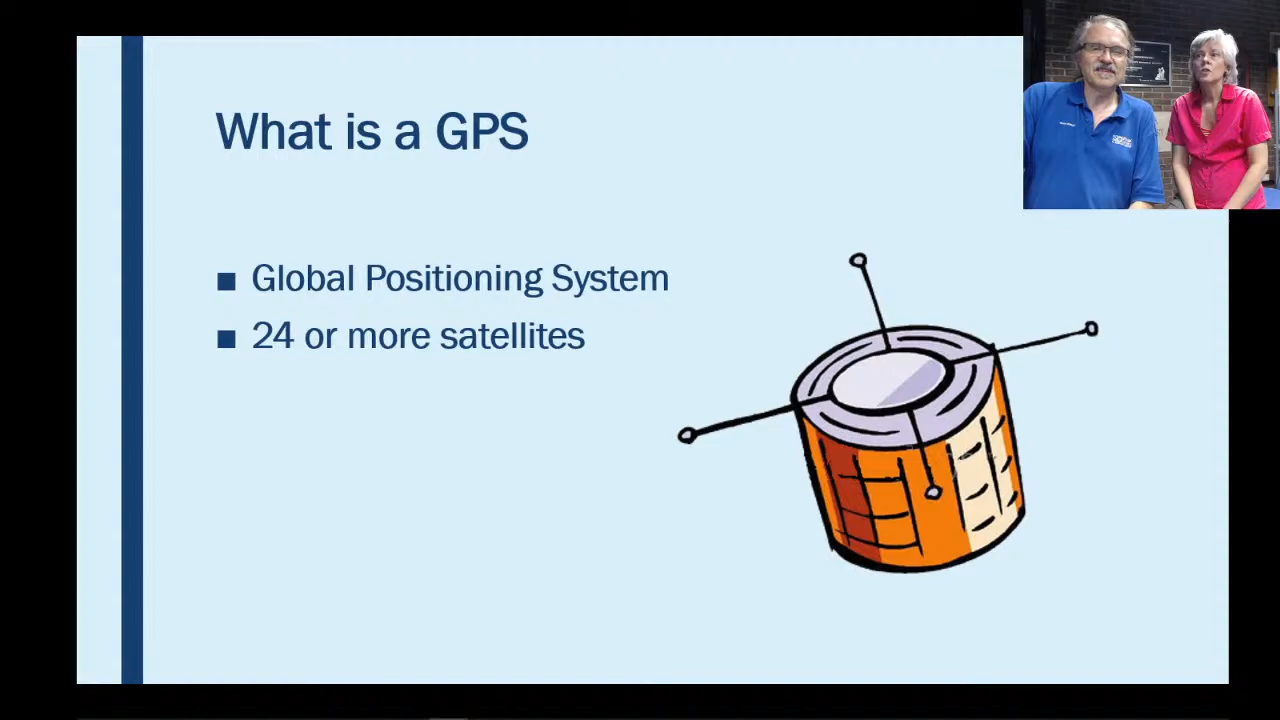 What is a GPS
■ Global Positioning System
■ 24 or more satellites